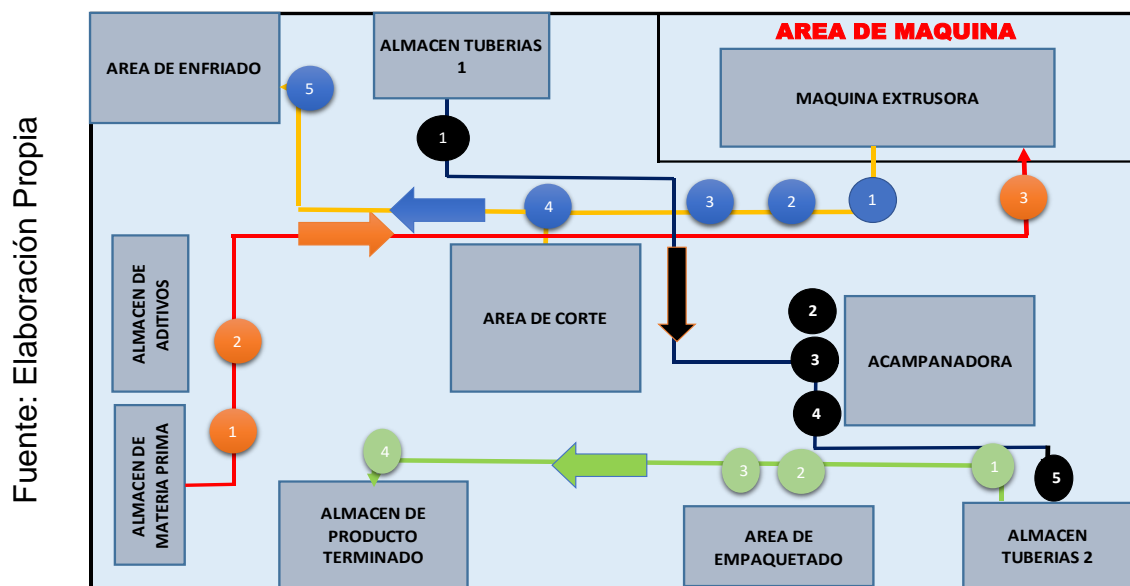 Fuente: Elaboración Propia
AREA DE ENFRIADO
ALMACEN TUBERIAS
1
AREA DE MAQUINA
MAQUINA EXTRUSORA
5
1
4
3
2
1
3
ALMACEN DE
ADITIVOS
2
AREA DE CORTE
2
3
4
ACAMPANADORA
ALMACEN DE
MATERIA PRIMA
1
4
3
2
1
5
ALMACEN DE
PRODUCTO
TERMINADO
AREA DE
EMPAQUETADO
ALMACEN
TUBERIAS 2